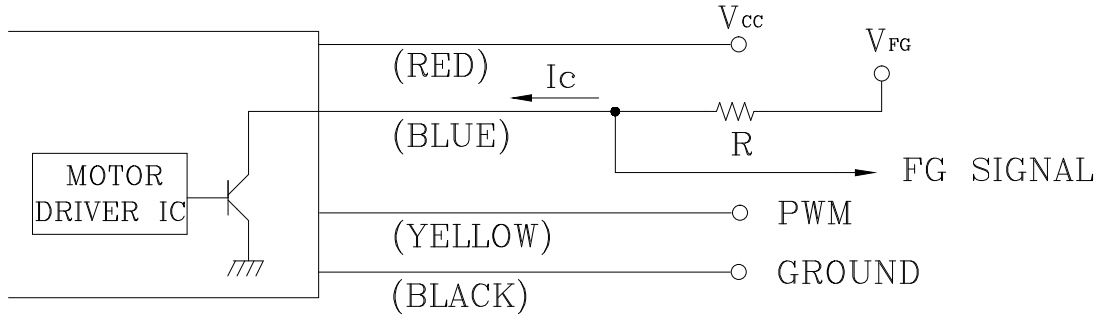 VCC
(RED)
VFG
Ic
(BLUE)
R
FG SIGNAL
MOTOR
DRIVER IC
PWM
(YELLOW)
GROUND
(BLACK)